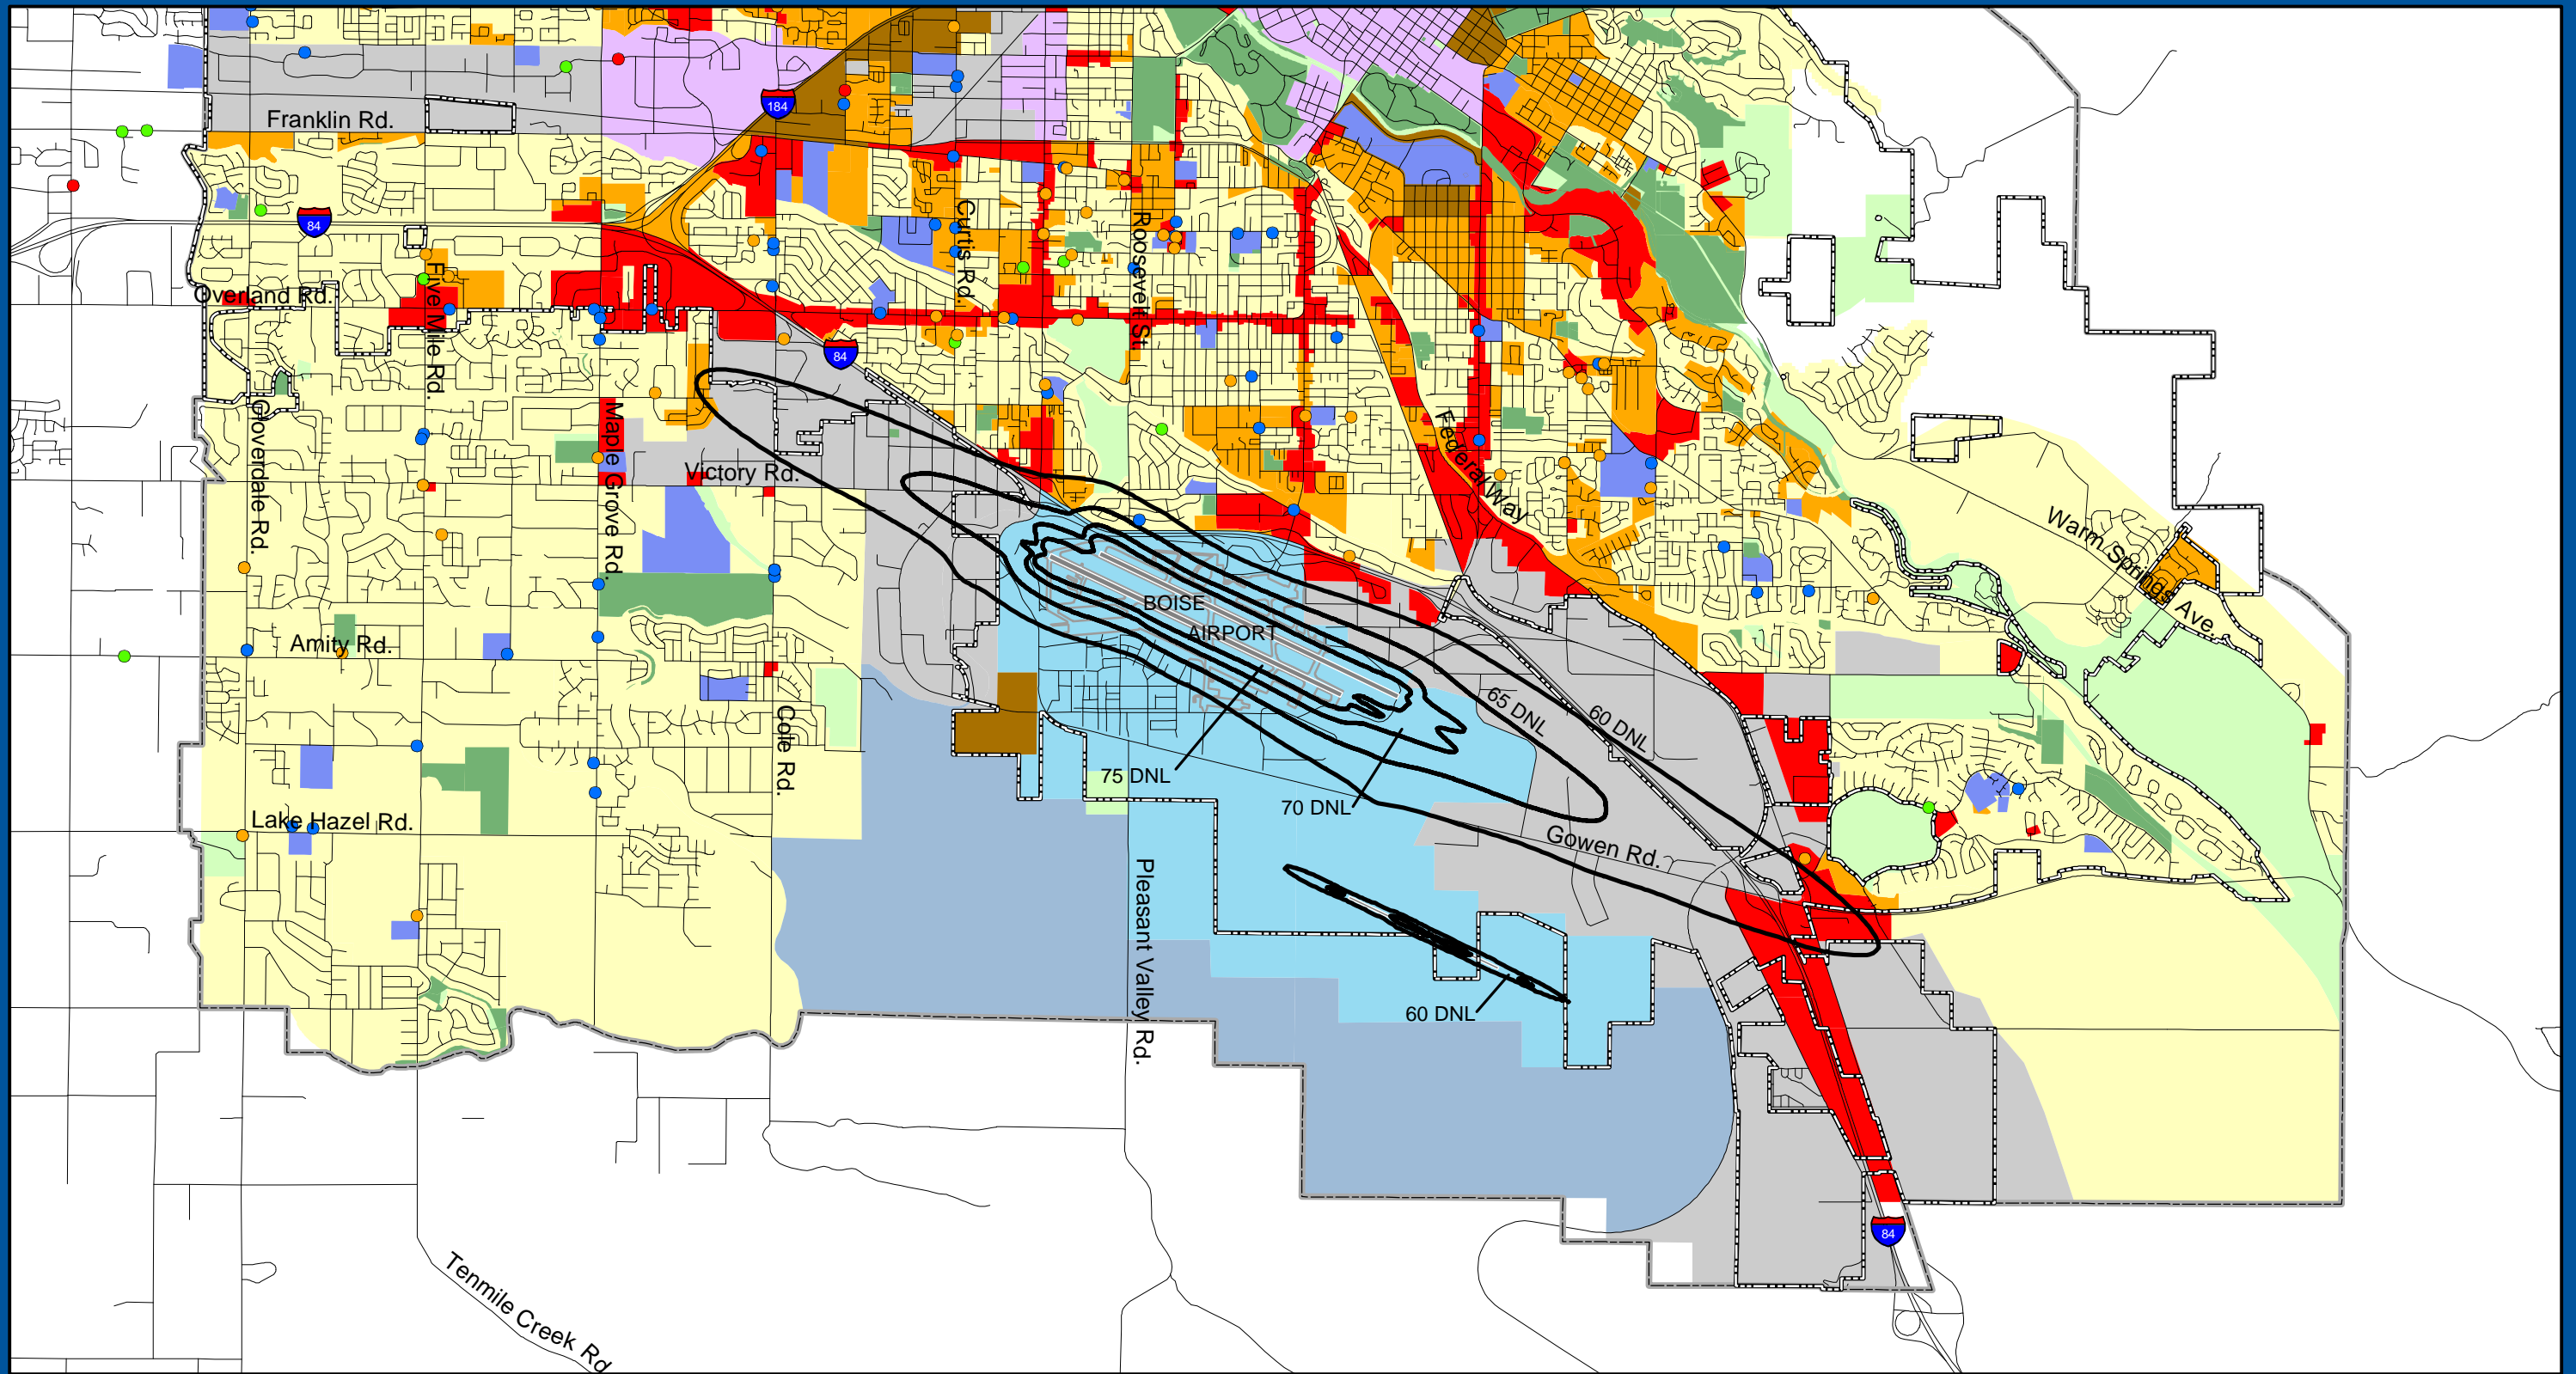 184
Franklin Rd.
84
Curtis Rd.
Roosevelt St.
Five Mile Rd.
Overland Rd.
84
Cloverdale Rd.
Maple Grove Rd.
Federal Way
Victory Rd.
Warm Springs Ave.
BOISE
AIRPORT
Amity Rd.
65 DNL
60 DNL
Cole Rd.
75 DNL
70 DNL
Lake Hazel Rd.
Gowen Rd.
Pleasant Valley Rd.
60 DNL
84
Tenmile Creek Rd